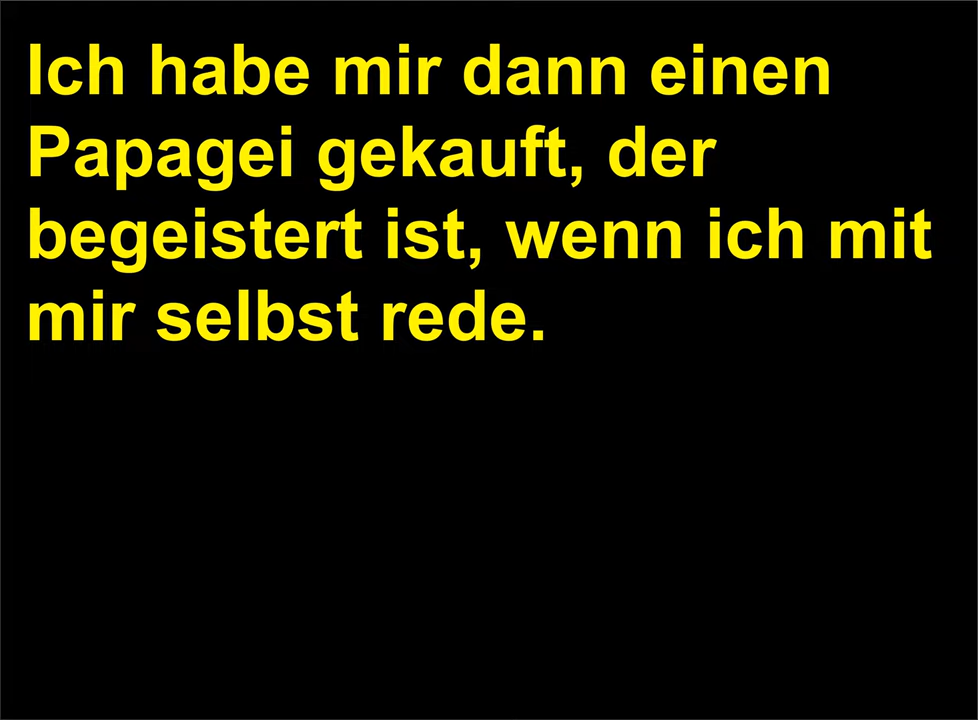 Ich habe mir dann einen
Papagei gekauft, der
begeistert ist, wenn ich mit
mir selbst rede.